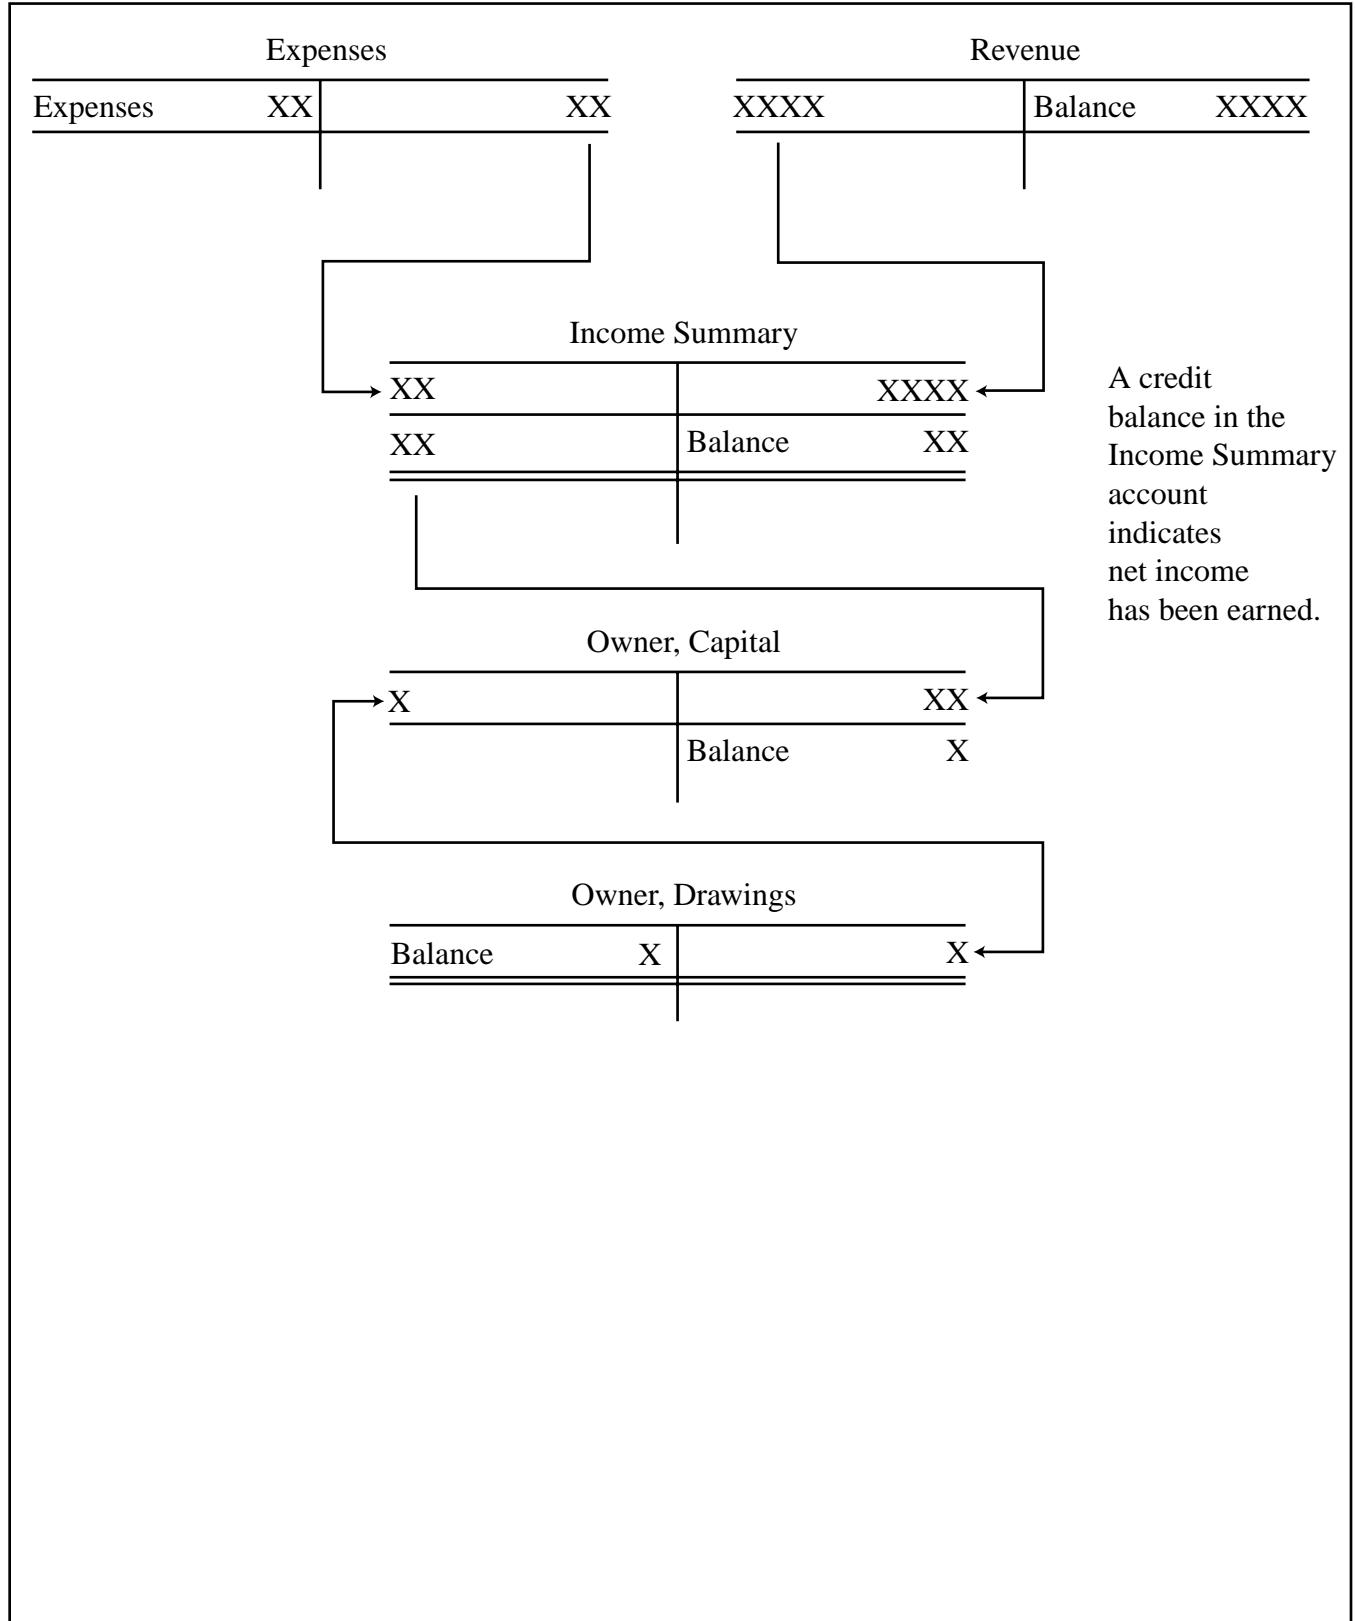 Expenses Revenue
Expenses XX XX XXXX Balance XXXX
Income Summary
XX XXXX
XX Balance XX
A credit
balance in the
Income Summary
account
indicates
net income
has been earned.
Owner, Capital
X XX
Balance X
Owner, Drawings
Balance X X